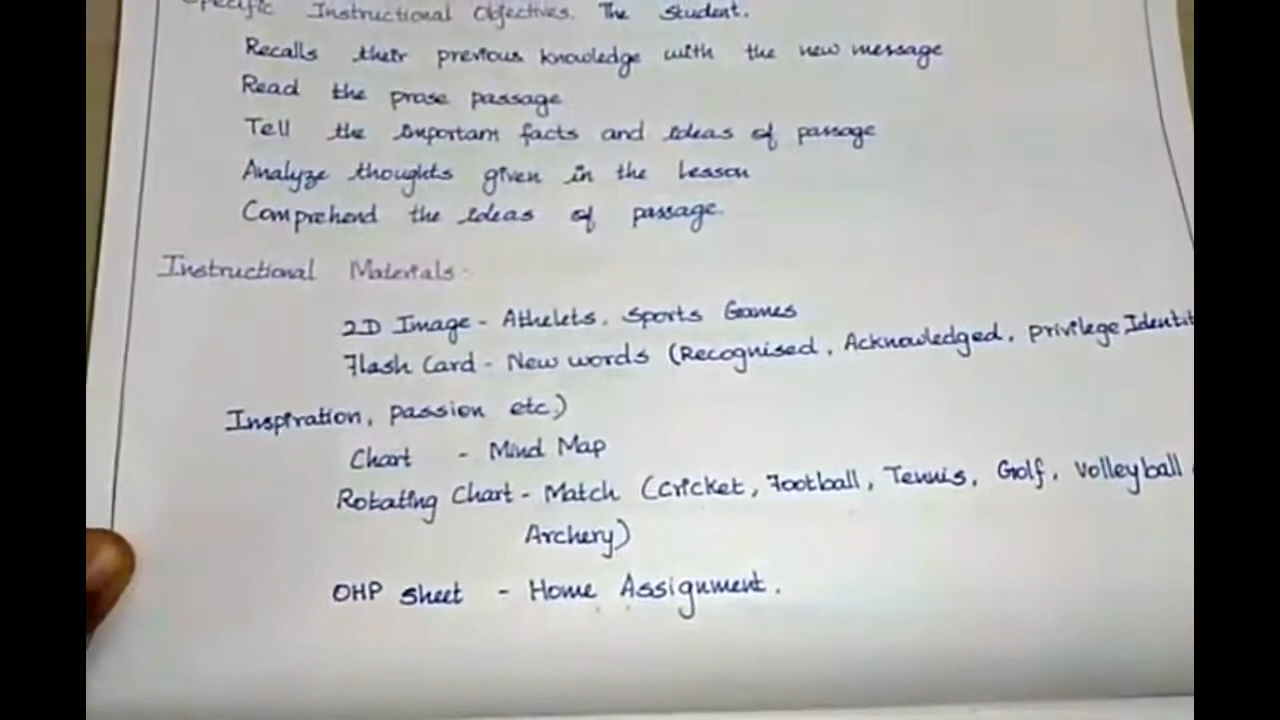 Specific Instructional Objectives. The Student.
Recalls their previous knowledge with the new message
Read the prose passage
Tell the important facts and ideas of passage
Analyze thoughts given in the Lesson
Comprehend the ideas of passage.
Instructional Materials:
2D Image - Athelets, Sports Games
Flash Card - New words (Recognised, Acknowledged, privilege, Identit
Inspiration, passion etc.)
Chart - Mind Map
Rotating Chart - Match (Cricket, Football, Tennis, Golf, Volleyball
Archery)
OHP Sheet - Home Assignment.